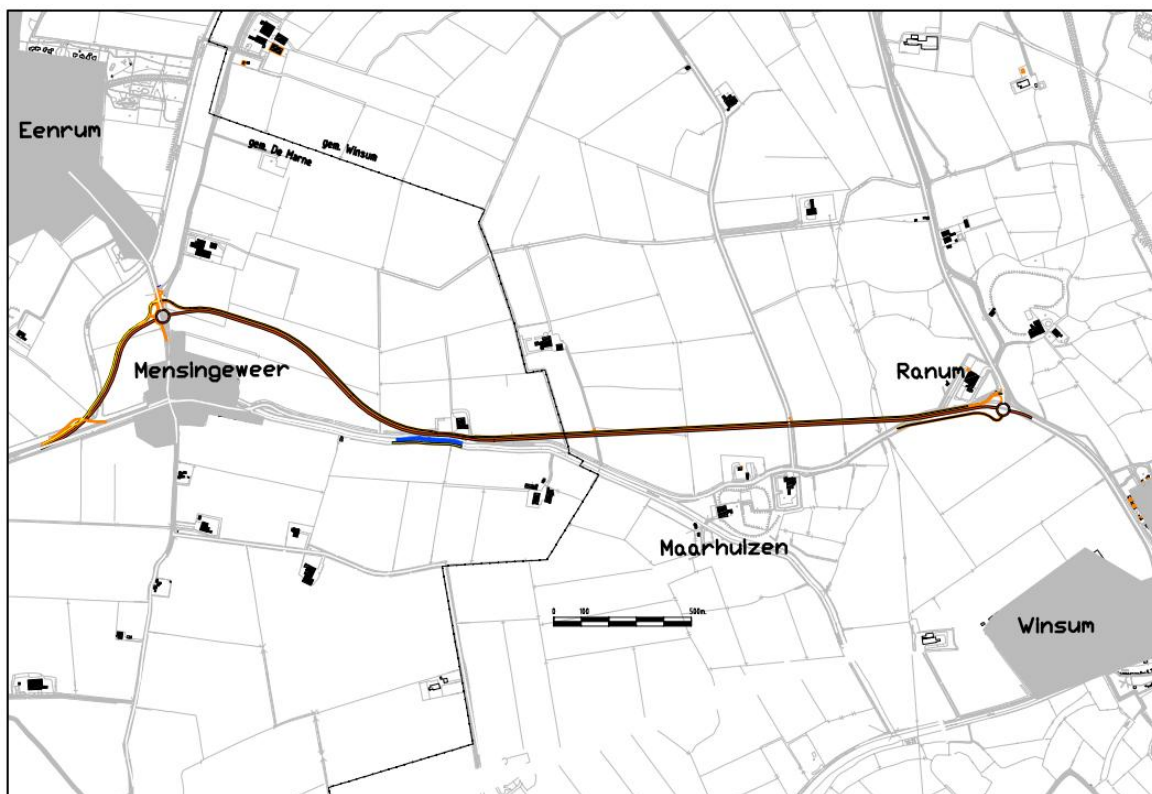 Eenrum
gem. De Marne
gem. Winsum
Mensingeweer
Ranum
Maarhuizen
0 100 500m.
Winsum